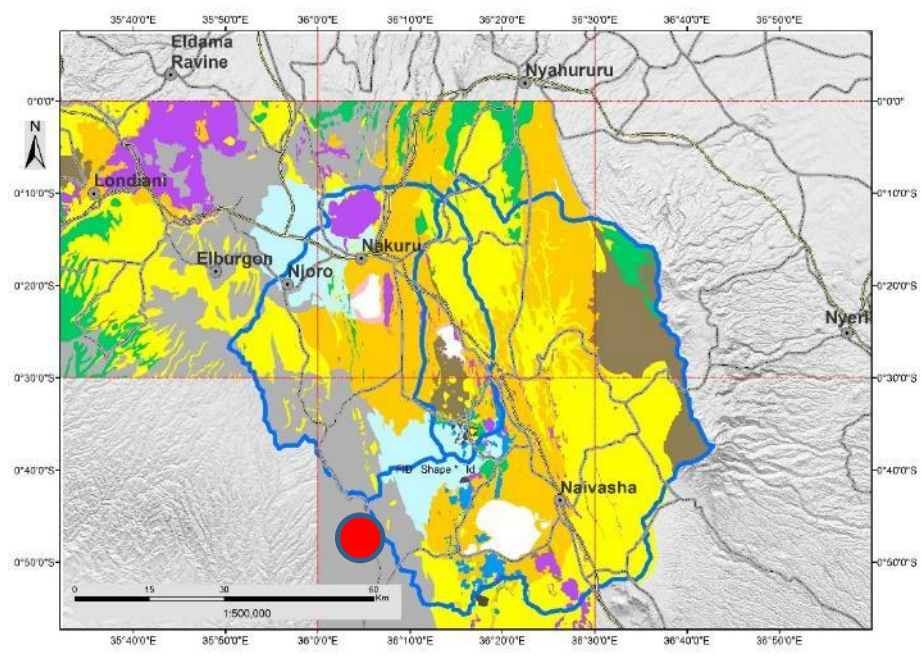 35°40'0"E 35°50'0"E 36°0'0"E 36°10'0"E 36°20'0"E 36°30'0"E 36°40'0"E 36°50'0"E
Eldama
Ravine
Nyahururu
0°0'0" 0°0'0"
N
Londiani
0°10'0"S 0°10'0"S
Nakuru
Elburgon
Njoro
0°20'0"S 0°20'0"S
Nyeri
0°30'0"S 0°30'0"S
0°40'0"S FID Shape * Id 0°40'0"S
Naivasha
0°50'0"S 0°50'0"S
0 15 30 60
Km
1:500,000
35°40'0"E 35°50'0"E 36°0'0"E 36°10'0"E 36°20'0"E 36°30'0"E 36°40'0"E 36°50'0"E